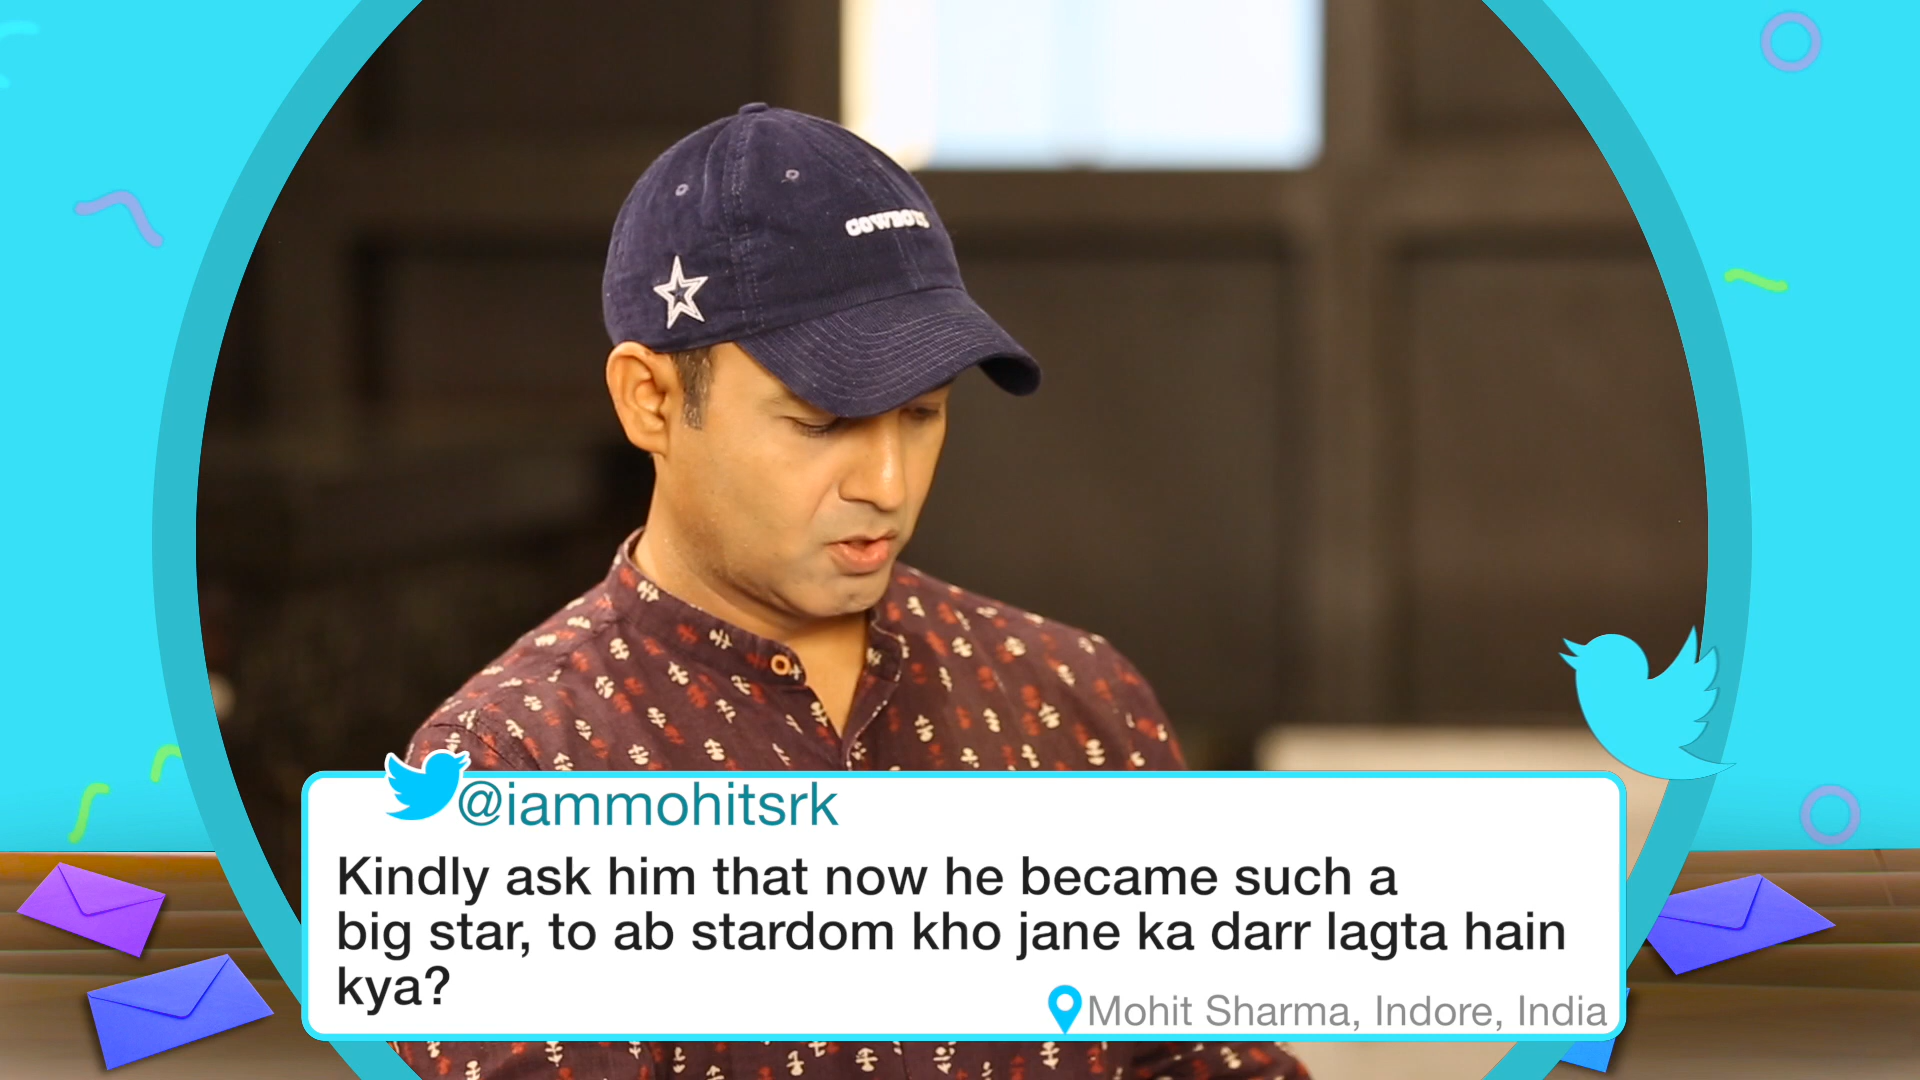 COWBOYS
@iammohitsrk
Kindly ask him that now he became such a
big star, to ab stardom kho jane ka darr lagta hain
kya?
Mohit Sharma, Indore, India